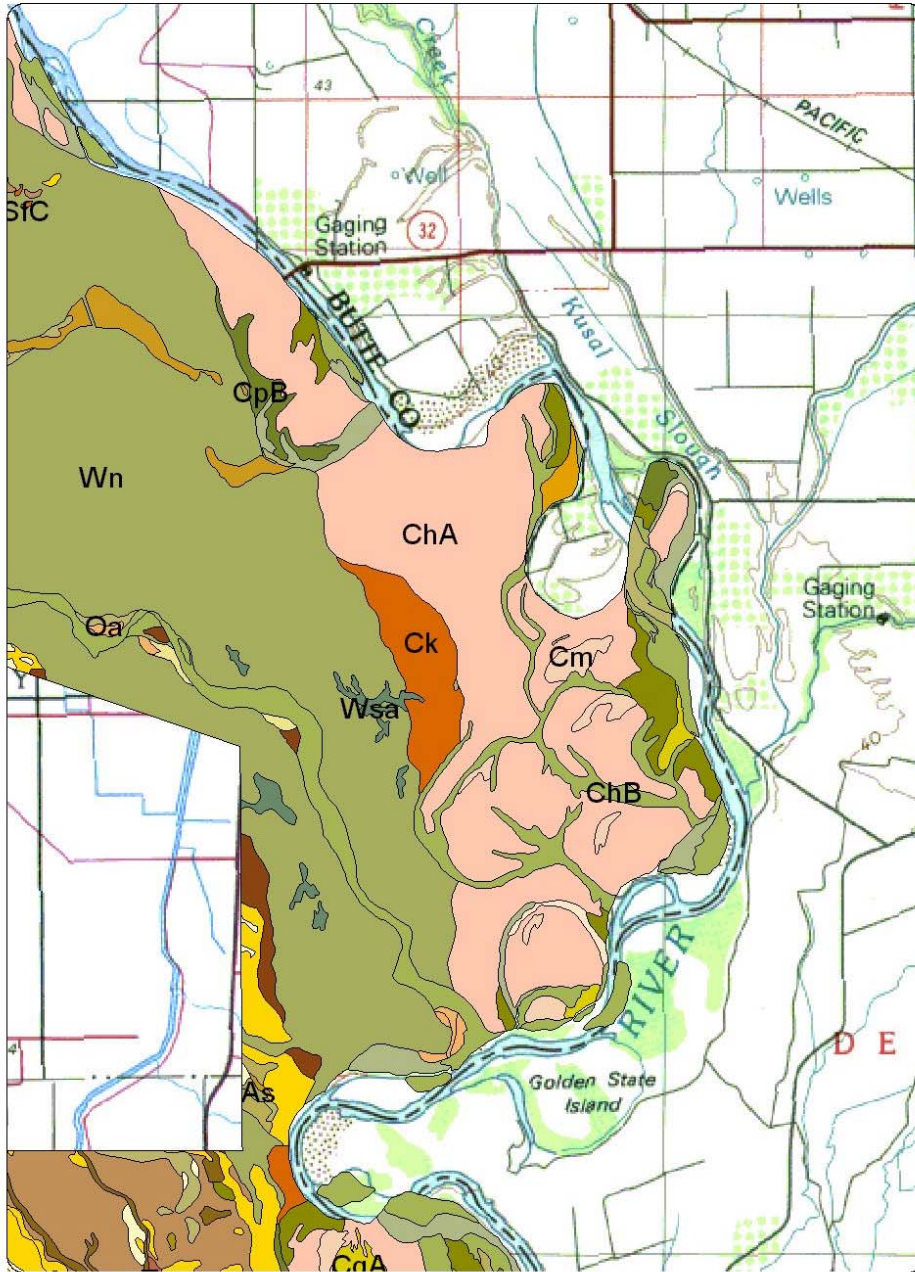 Creek
43
PACIFIC
Well
Wells
SfC
Gaging
Station
32
BUTTE CO
Kusal
Slough
CpB
Wn
ChA
Gaging
Station
Oa
Ck
Cm
Wsa
Y
40
ChB
RIVER
D E
4
As
Golden State
Island
CgA